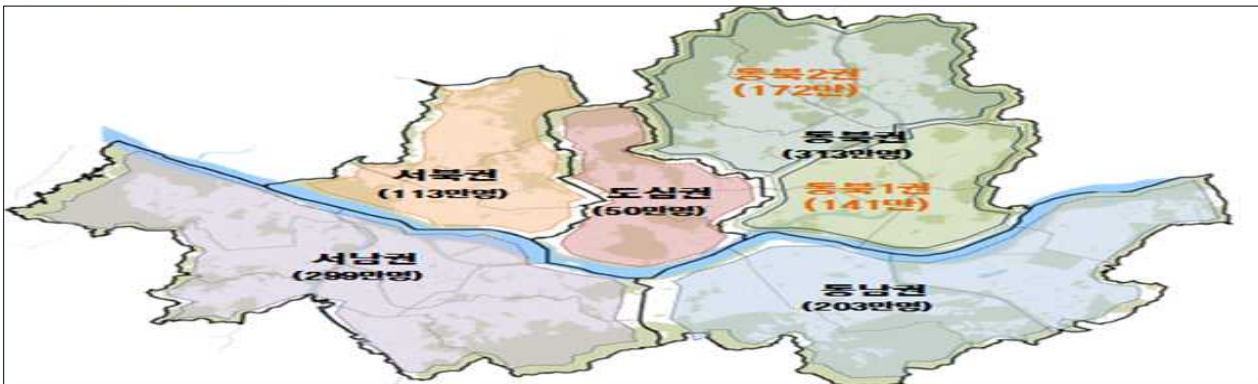 동북2권
(172만)
동북권
(313만명)
서북권
(113만명)
도심권
(50만명)
동북1권
(141만)
서남권
(299만명)
동남권
(203만명)